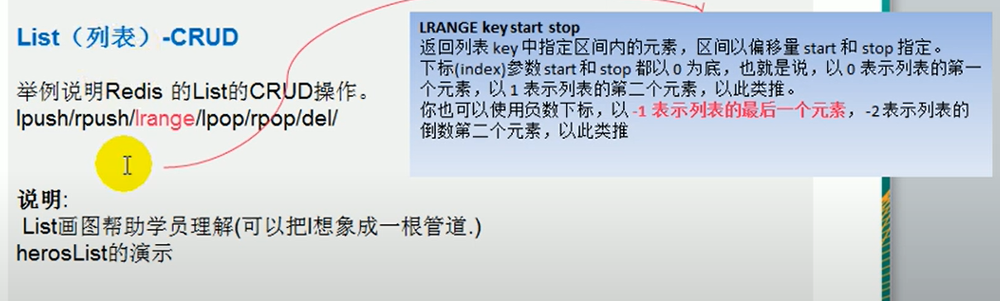 List（列表）-CRUD
举例说明Redis 的List的CRUD操作。
lpush/rpush/lrange/lpop/rpop/del/
说明:
List画图帮助学员理解(可以把l想象成一根管道.)
herosList的演示
LRANGE key start stop
返回列表 key 中指定区间内的元素，区间以偏移量 start 和 stop 指定。
下标(index)参数 start 和 stop 都以 0 为底，也就是说，以 0 表示列表的第一
个元素，以 1 表示列表的第二个元素，以此类推。
你也可以使用负数下标，以 -1 表示列表的最后一个元素，-2 表示列表的
倒数第二个元素，以此类推